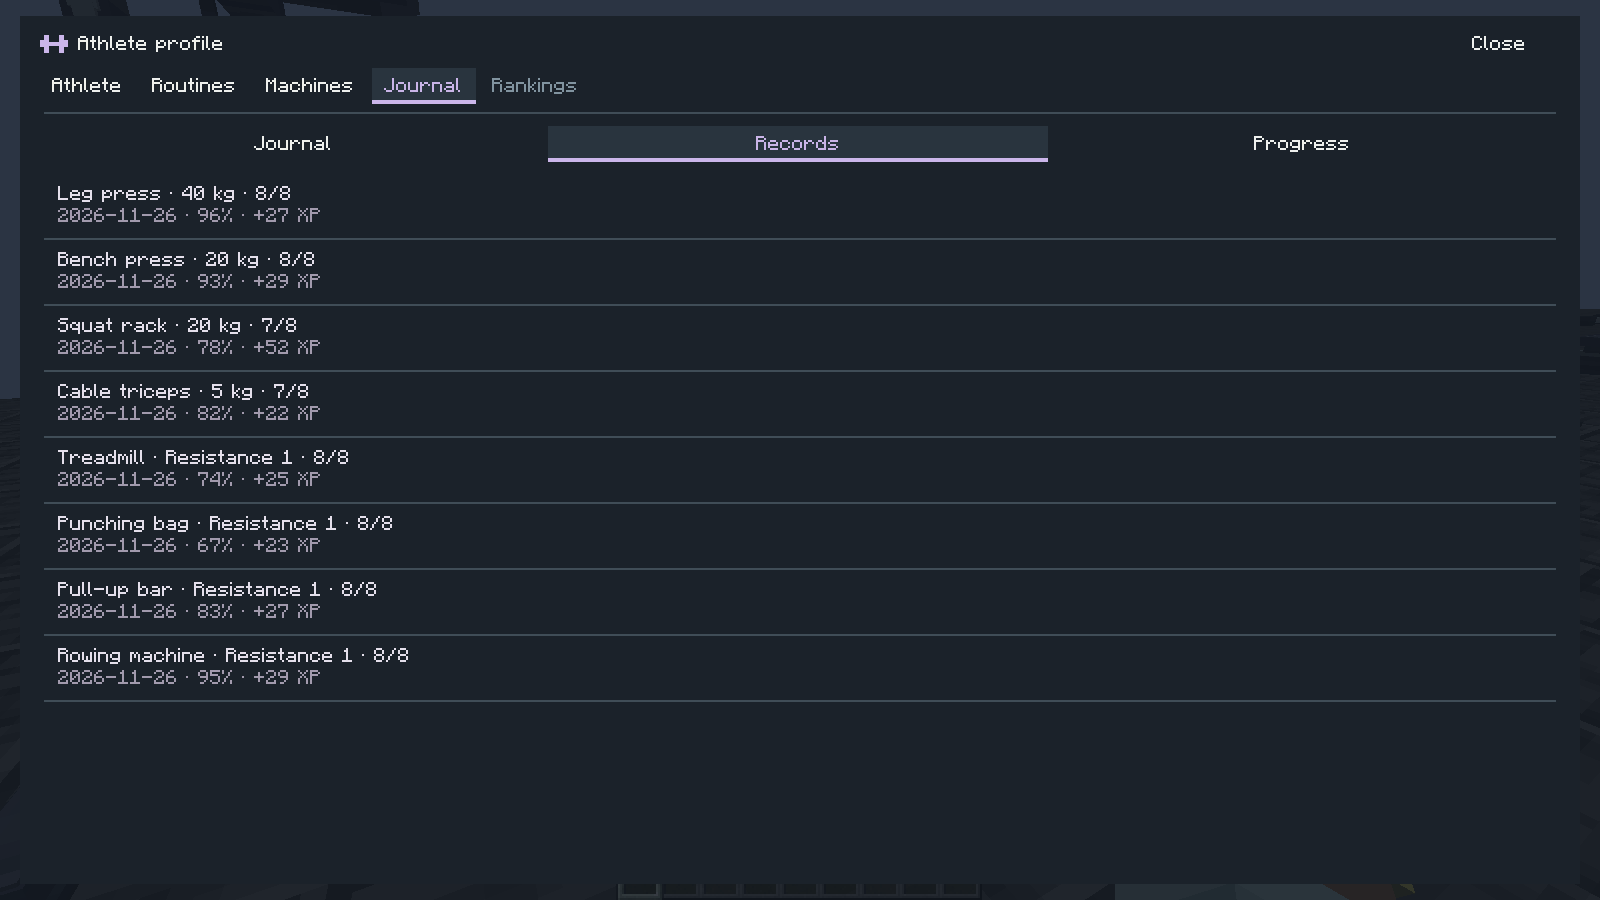 Athlete profile
Close
Athlete Routines Machines Journal Rankings
Journal Records Progress
Leg press · 40 kg · 8/8
2026-11-26 · 96% · +27 XP
Bench press · 20 kg · 8/8
2026-11-26 · 93% · +29 XP
Squat rack · 20 kg · 7/8
2026-11-26 · 78% · +52 XP
Cable triceps · 5 kg · 7/8
2026-11-26 · 82% · +22 XP
Treadmill · Resistance 1 · 8/8
2026-11-26 · 74% · +25 XP
Punching bag · Resistance 1 · 8/8
2026-11-26 · 67% · +23 XP
Pull-up bar · Resistance 1 · 8/8
2026-11-26 · 83% · +27 XP
Rowing machine · Resistance 1 · 8/8
2026-11-26 · 95% · +29 XP